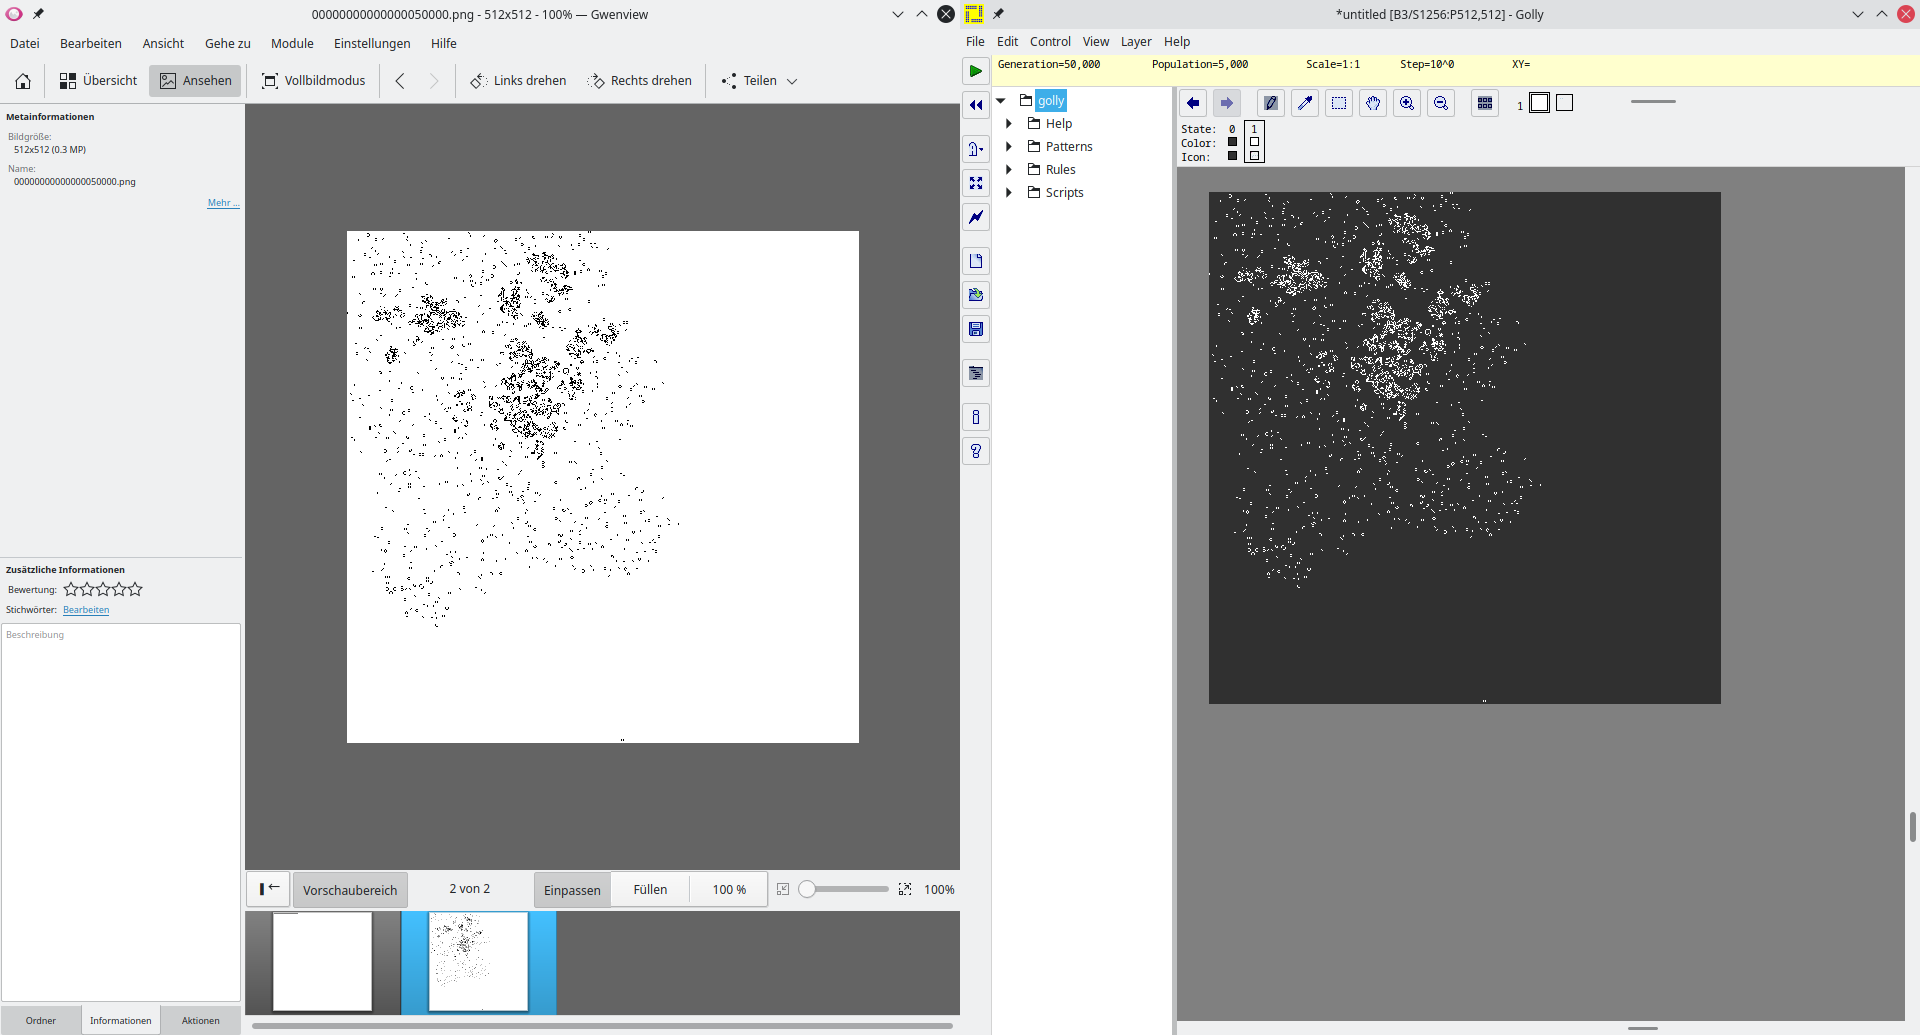 00000000000000050000.png - 512x512 - 100% — Gwenview
Datei Bearbeiten Ansicht Gehe zu Module Einstellungen Hilfe
Übersicht Ansehen Vollbildmodus Links drehen Rechts drehen Teilen
Metainformationen
Bildgröße:
512x512 (0.3 MP)
Name:
00000000000000050000.png
Mehr ...
Zusätzliche Informationen
Bewertung:
Stichwörter: Bearbeiten
Beschreibung
Ordner Informationen Aktionen
Vorschaubereich 2 von 2 Einpassen Füllen 100 % 100%
*untitled [B3/S1256:P512,512] - Golly
File Edit Control View Layer Help
Generation=50,000 Population=5,000 Scale=1:1 Step=10^0 XY=
golly
Help
Patterns
Rules
Scripts
1
State: 0 1
Color:
Icon: